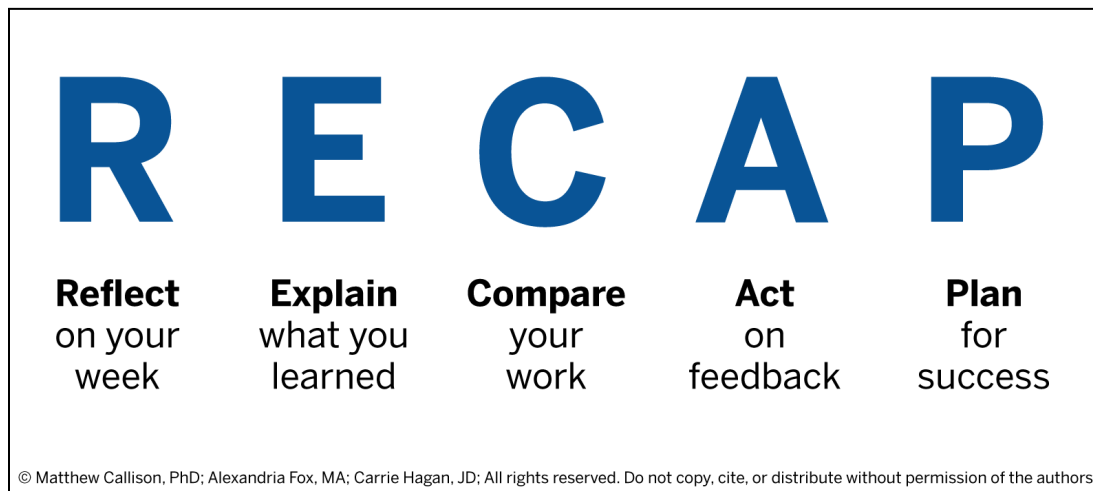 R E C A P
Reflect Explain Compare Act Plan
on your what you your on for
week learned work feedback success
© Matthew Callison, PhD; Alexandria Fox, MA; Carrie Hagan, JD; All rights reserved. Do not copy, cite, or distribute without permission of the authors